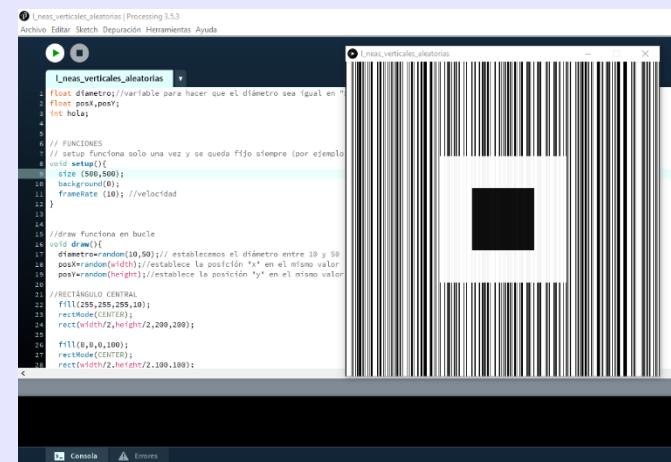 l_neas_verticales_aleatorias | Processing 3.5.3
Archivo Editar Sketch Depuración Herramientas Ayuda
l_neas_verticales_aleatorias
l_neas_verticales_aleatorias
1 float diametro;//variable para hacer que el diámetro sea igual en
2 float posX,posY;
3 int hola;
4
5
6 // FUNCIONES
7 // setup funciona solo una vez y se queda fijo siempre (por ejemplo
8 void setup(){
9 size (500,500);
10 background(0);
11 frameRate (10); //velocidad
12 }
13
14
15 //draw funciona en bucle
16 void draw(){
17 diametro=random(10,50);// establecemos el diámetro entre 10 y 50
18 posX=random(width);//establece la posición "x" en el mismo valor
19 posY=random(height);//establece la posición "y" en el mismo valor
20
21 //RECTÁNGULO CENTRAL
22 fill(255,255,255,10);
23 rectMode(CENTER);
24 rect(width/2,height/2,200,200);
25
26 fill(0,0,0,100);
27 rectMode(CENTER);
28 rect(width/2,height/2,100,100);
Consola Errores